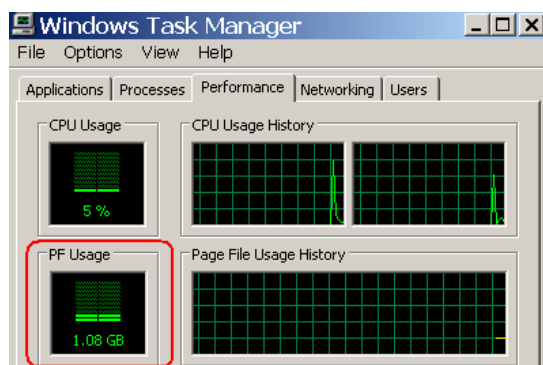 Windows Task Manager
File Options View Help
Applications Processes Performance Networking Users
CPU Usage CPU Usage History
5 %
PF Usage Page File Usage History
1.08 GB